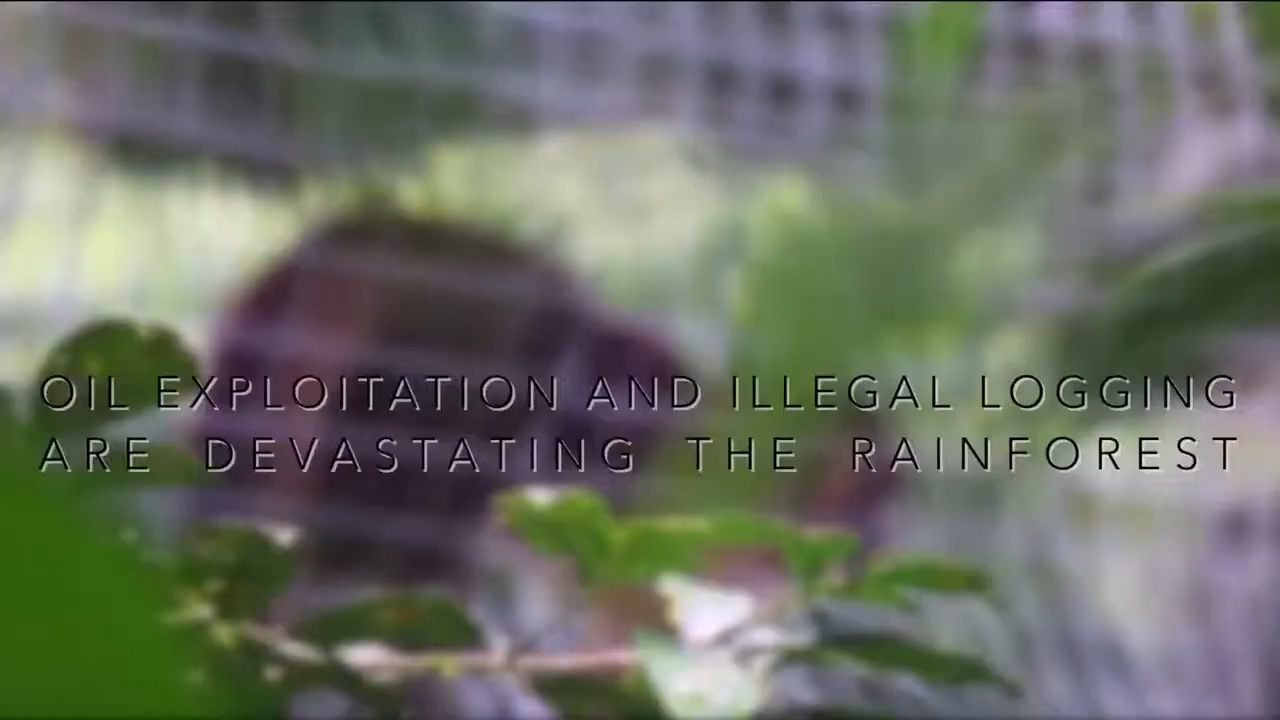 OIL EXPLOITATION AND ILLEGAL LOGGING
ARE DEVASTATING THE RAINFOREST